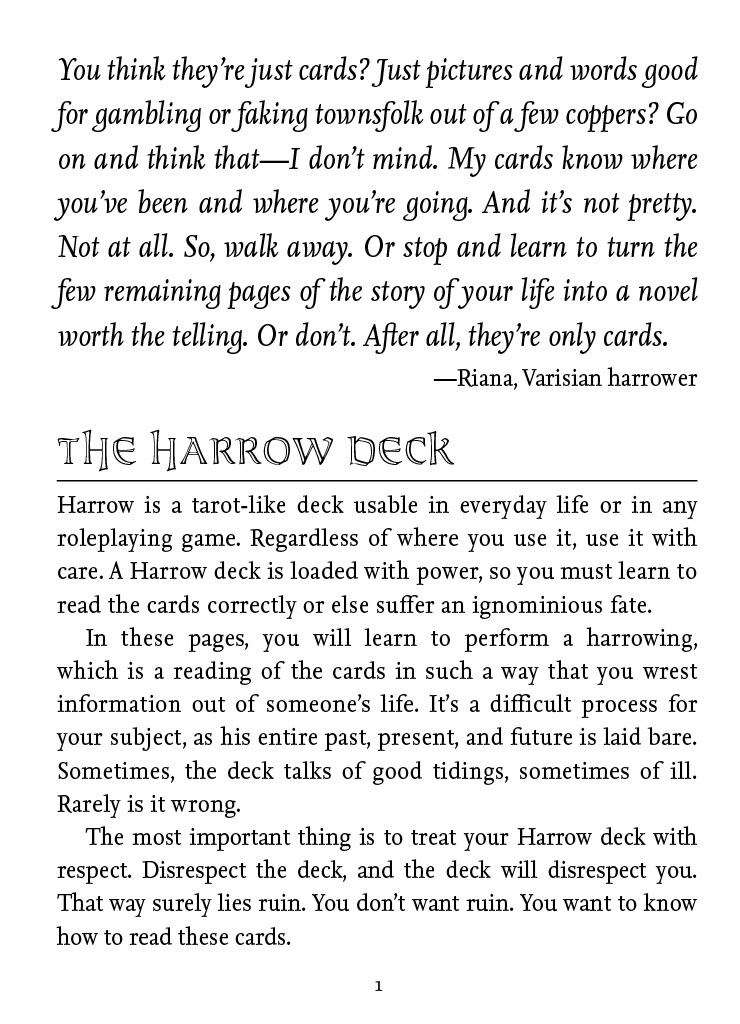 You think they’re just cards? Just pictures and words good
for gambling or faking townsfolk out of a few coppers? Go
on and think that—I don’t mind. My cards know where
you’ve been and where you’re going. And it’s not pretty.
Not at all. So, walk away. Or stop and learn to turn the
few remaining pages of the story of your life into a novel
worth the telling. Or don’t. After all, they’re only cards.
—Riana, Varisian harrower
The Harrow Deck
Harrow is a tarot-like deck usable in everyday life or in any
roleplaying game. Regardless of where you use it, use it with
care. A Harrow deck is loaded with power, so you must learn to
read the cards correctly or else suffer an ignominious fate.
In these pages, you will learn to perform a harrowing,
which is a reading of the cards in such a way that you wrest
information out of someone’s life. It’s a difficult process for
your subject, as his entire past, present, and future is laid bare.
Sometimes, the deck talks of good tidings, sometimes of ill.
Rarely is it wrong.
The most important thing is to treat your Harrow deck with
respect. Disrespect the deck, and the deck will disrespect you.
That way surely lies ruin. You don’t want ruin. You want to know
how to read these cards.
1